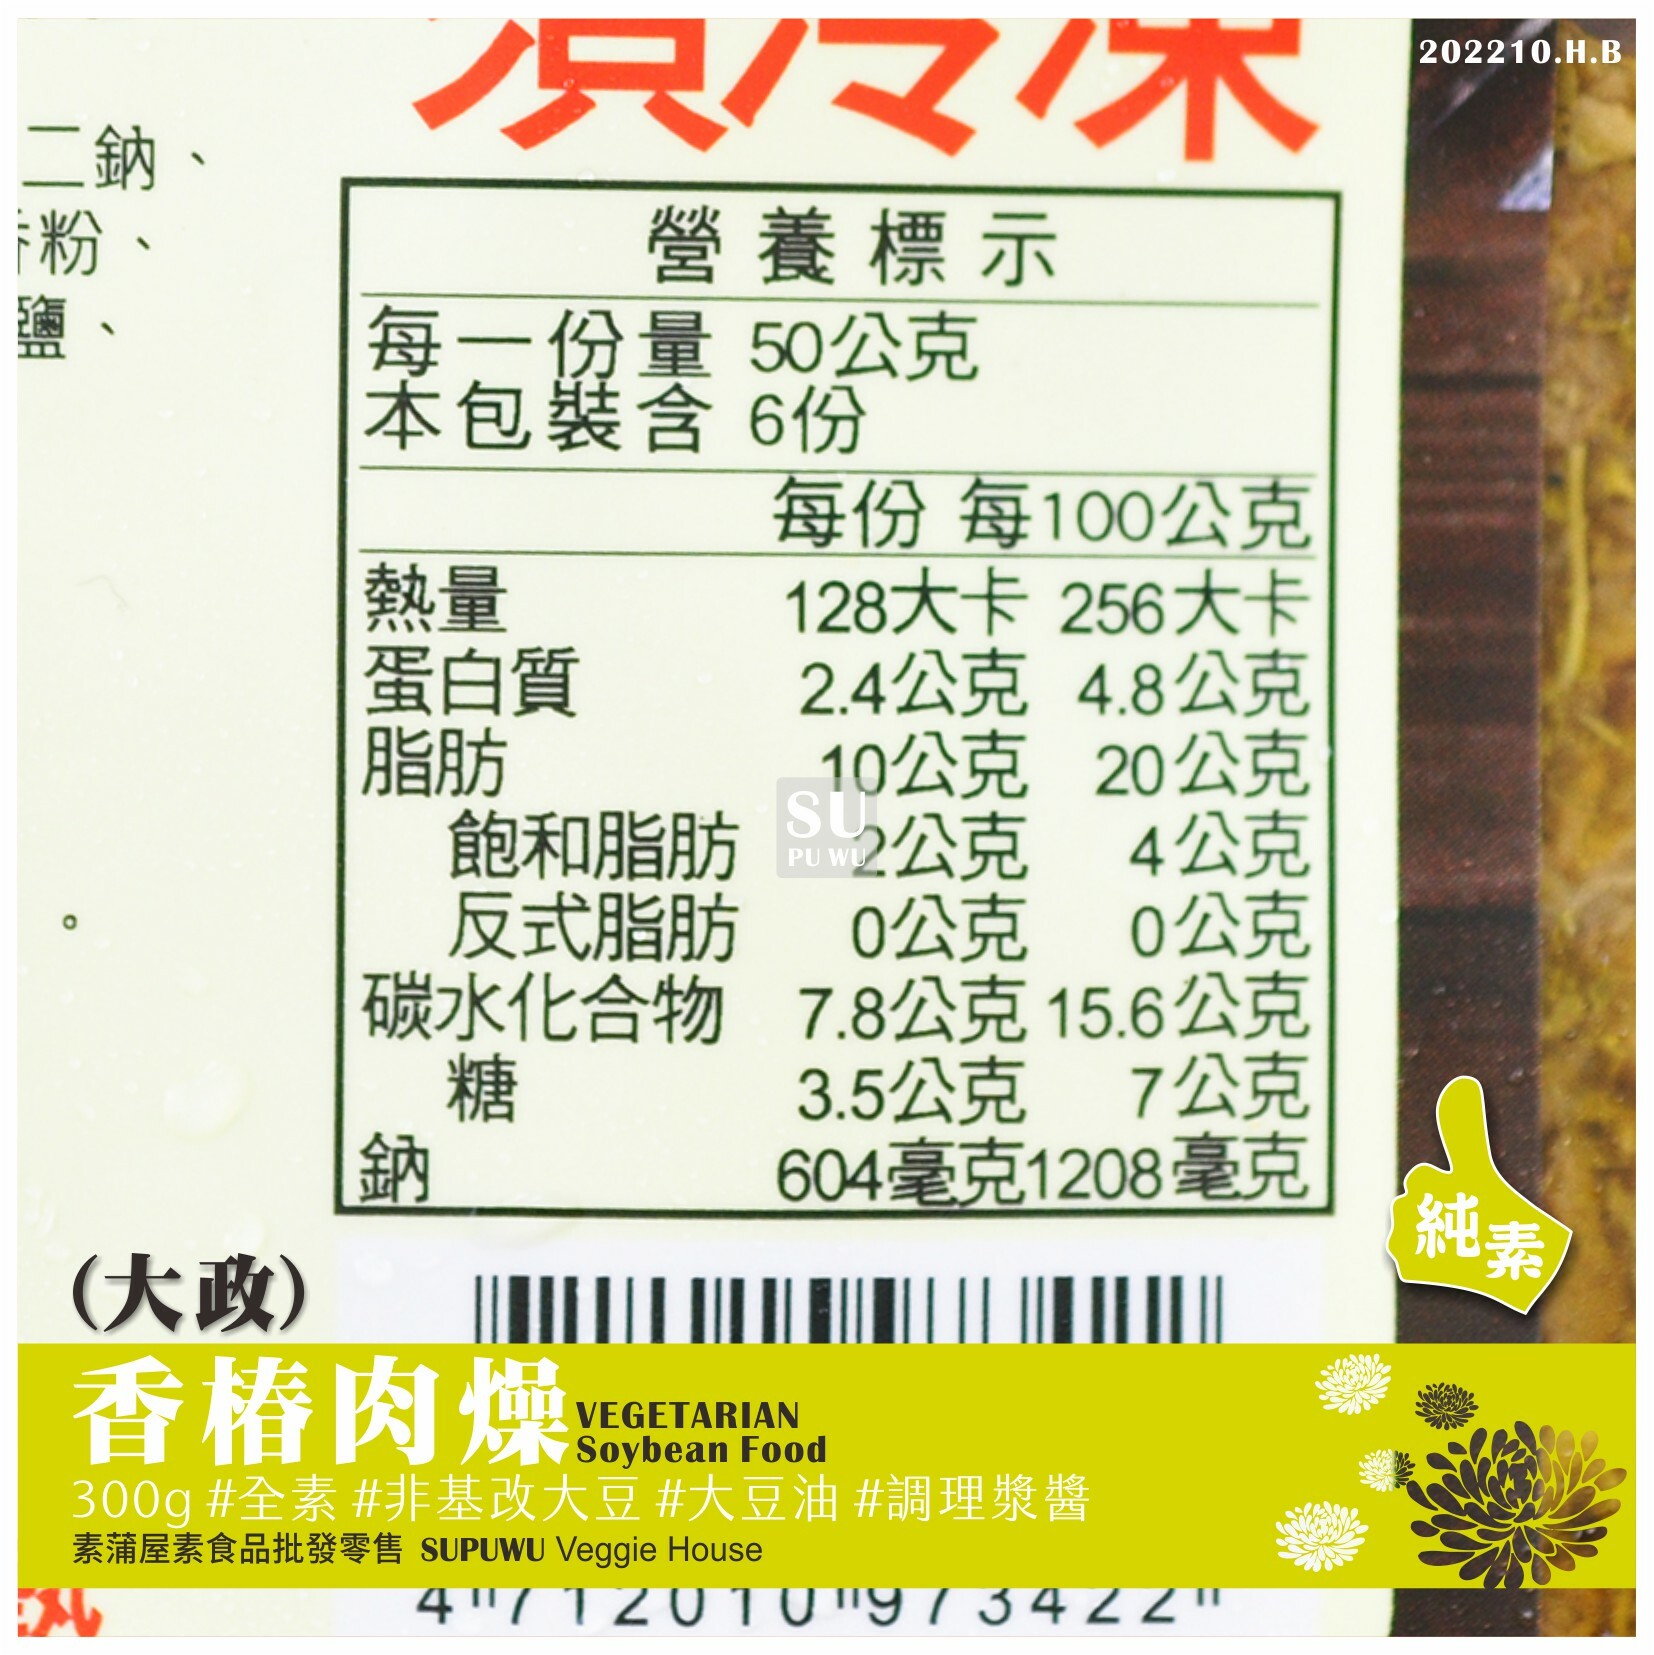 202210.H.B
須冷凍
二鈉、
粉、
鹽、
營養標示
每一份量 50公克
本包裝含 6份
每份 每100公克
熱量 128大卡 256大卡
蛋白質 2.4公克 4.8公克
脂肪 10公克 20公克
飽和脂肪 2公克 4公克
反式脂肪 0公克 0公克
碳水化合物 7.8公克 15.6公克
糖 3.5公克 7公克
鈉 604毫克 1208毫克
。
SU
PU WU
純素
(大政)
香椿肉燥 VEGETARIAN
Soybean Food
300g #全素 #非基改大豆 #大豆油 #調理漿醬
素蒲屋素食品批發零售 SUPUWU Veggie House
4 712010 973422